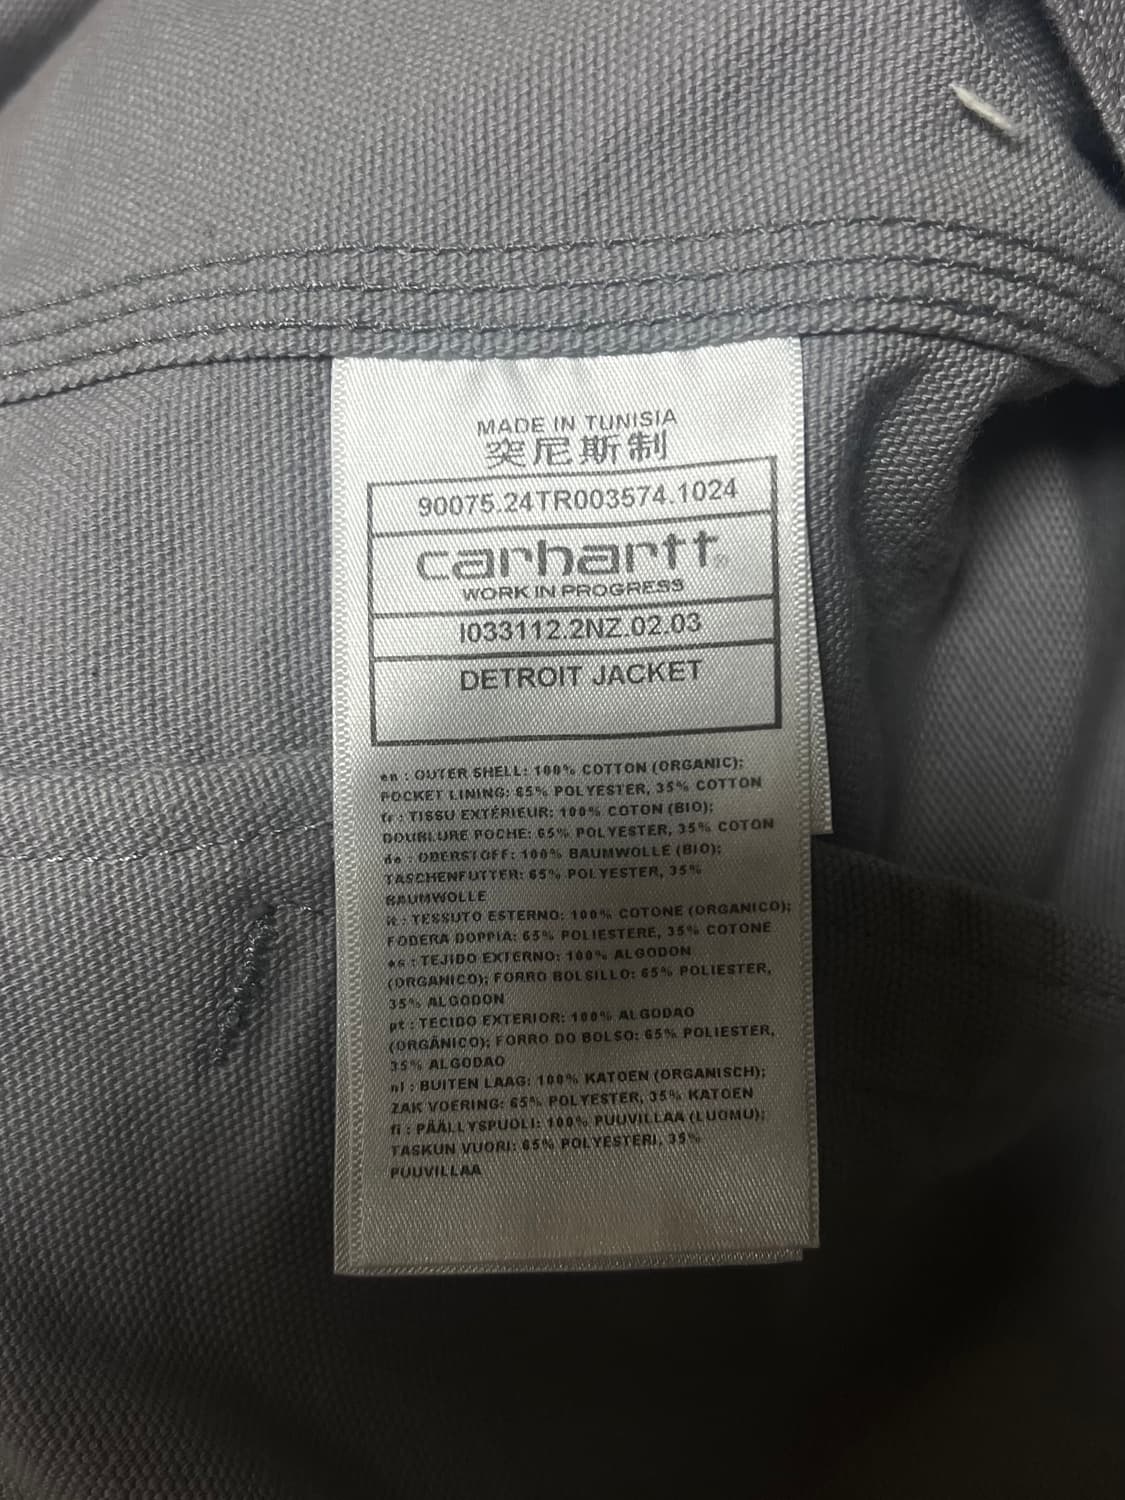 MADE IN TUNISIA
突尼斯制
90075.24TR003574.1024
carhartt
WORK IN PROGRESS
I033112.2NZ.02.03
DETROIT JACKET
en : OUTER SHELL: 100% COTTON (ORGANIC);
POCKET LINING: 65% POLYESTER, 35% COTTON
fr : TISSU EXTÉRIEUR: 100% COTON (BIO);
DOUBLURE POCHE: 65% POLYESTER, 35% COTON
de : OBERSTOFF: 100% BAUMWOLLE (BIO);
TASCHENFUTTER: 65% POLYESTER, 35%
BAUMWOLLE
it : TESSUTO ESTERNO: 100% COTONE (ORGANICO);
FODERA DOPPIA: 65% POLIESTERE, 35% COTONE
es : TEJIDO EXTERNO: 100% ALGODON
(ORGANICO); FORRO BOLSILLO: 65% POLIESTER,
35% ALGODON
pt : TECIDO EXTERIOR: 100% ALGODAO
(ORGÂNICO); FORRO DO BOLSO: 65% POLIESTER,
35% ALGODAO
nl : BUITEN LAAG: 100% KATOEN (ORGANISCH);
ZAK VOERING: 65% POLYESTER, 35% KATOEN
fi : PÄÄLLYSPUOLI: 100% PUUVILLAA (LUOMU);
TASKUN VUORI: 65% POLYESTERI, 35%
PUUVILLAA